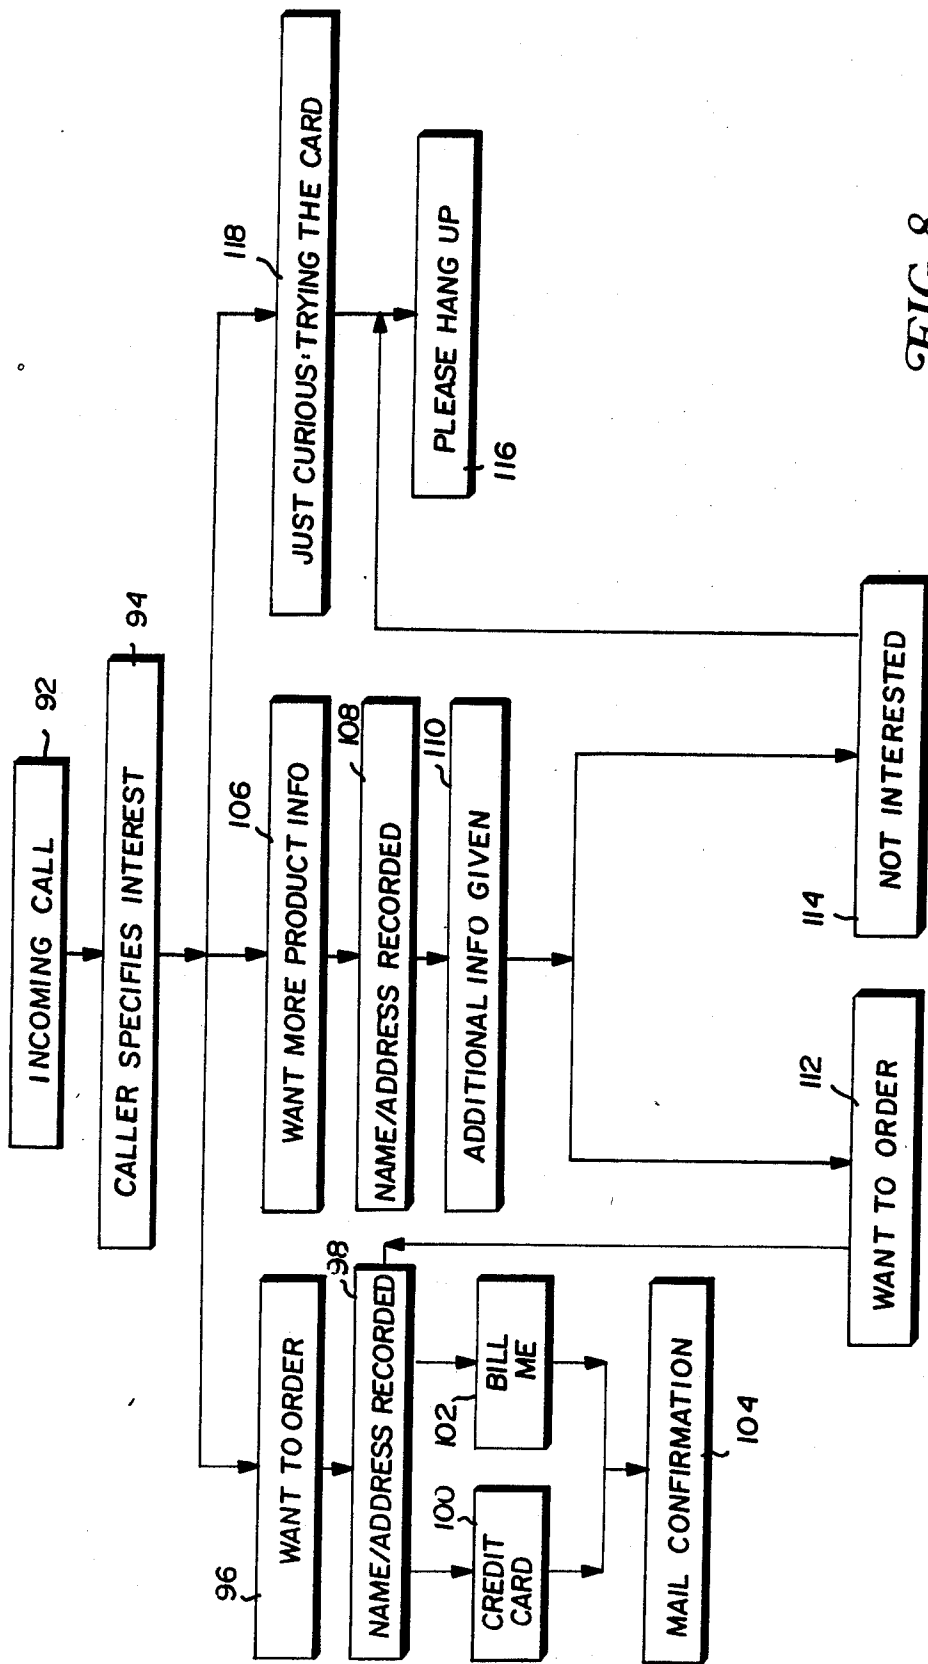 INCOMING CALL
92
CALLER SPECIFIES INTEREST
94
96
WANT TO ORDER
NAME/ADDRESS RECORDED
98
100
CREDIT
CARD
102
BILL
ME
MAIL CONFIRMATION
104
106
WANT MORE PRODUCT INFO
108
NAME/ADDRESS RECORDED
110
ADDITIONAL INFO GIVEN
112
WANT TO ORDER
114
NOT INTERESTED
118
JUST CURIOUS:TRYING THE CARD
PLEASE HANG UP
116
FIG. 8